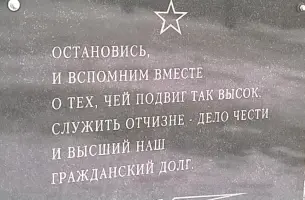 ОСТАНОВИСЬ,
И ВСПОМНИМ ВМЕСТЕ
О ТЕХ, ЧЕЙ ПОДВИГ ТАК ВЫСОК.
СЛУЖИТЬ ОТЧИЗНЕ - ДЕЛО ЧЕСТИ
И ВЫСШИЙ НАШ
ГРАЖДАНСКИЙ ДОЛГ.